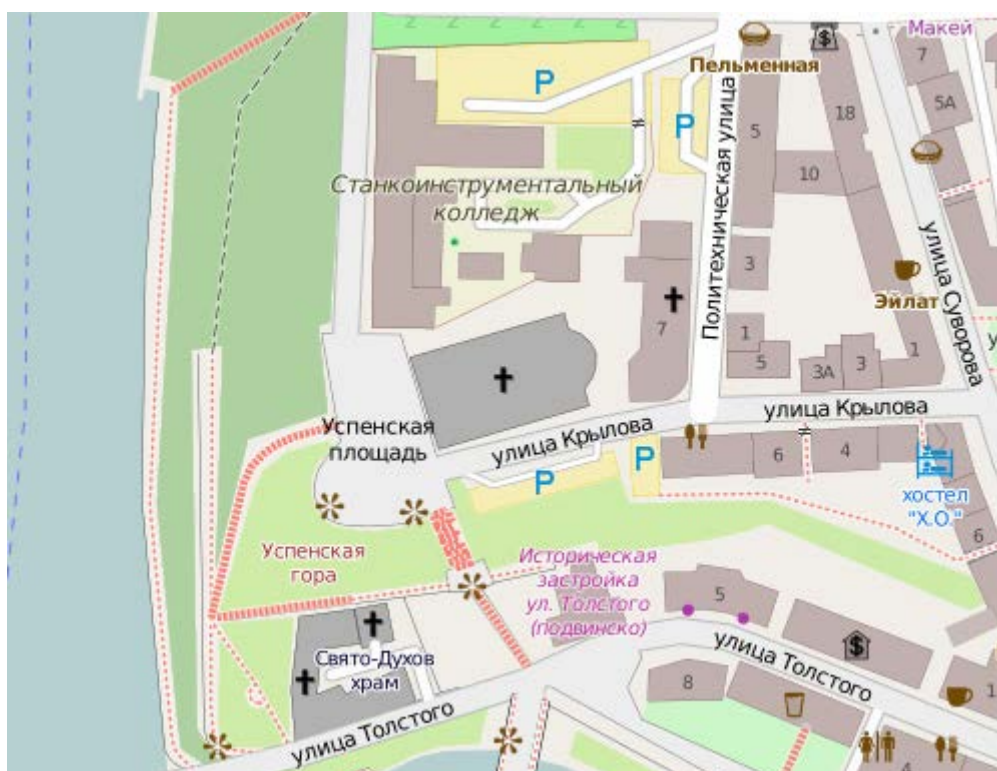 Макей
P
Пельменная
7
5А
P
5
18
10
Станкоинструментальный
колледж
Политехническая улица
улица Суворова
3
Эйлат
7
1
5
3А
3
1
у
улица Крылова
улица Крылова
Успенская
площадь
P
P
6
4
хостел
"Х.О."
6
Успенская
гора
Историческая
застройка
ул. Толстого
(подвинско)
5
Свято-Духов
храм
улица Толстого
8
улица Толстого
1
4